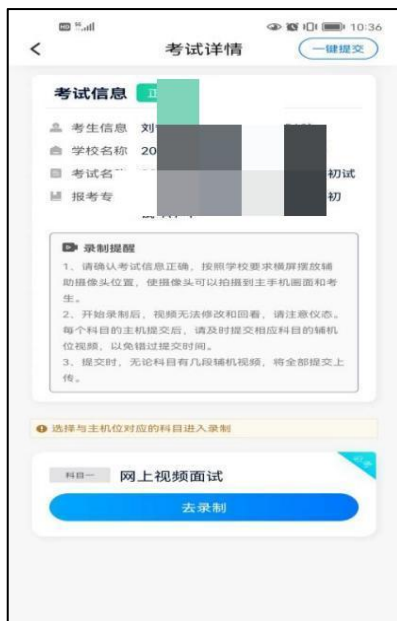 10:36
考试详情
一键提交
考试信息
考生信息 刘
学校名称 20
考试名 初试
报考专 初
录制提醒
1、请确认考试信息正确，按照学校要求横屏摆放辅
助摄像头位置，使摄像头可以拍摄到主手机画面和考
生。
2、开始录制后，视频无法修改和回看，请注意仪态。
每个科目的主机提交后，请及时提交相应科目的辅机
位视频，以免错过提交时间。
3、提交时，无论科目有几段辅机视频，将全部提交上
传。
选择与主机位对应的科目进入录制
科目一 网上视频面试
去录制